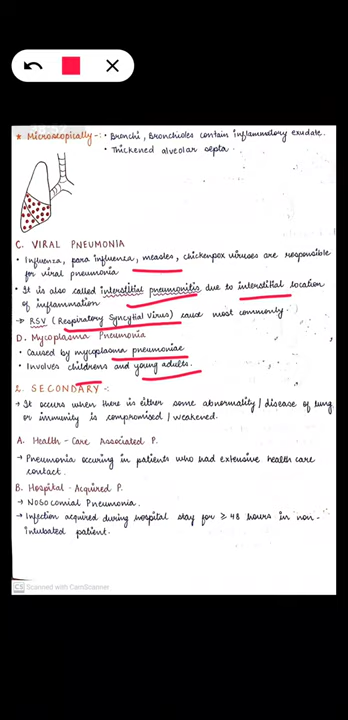 * Microscopically -: • Bronchi, Bronchioles contain inflammatory exudate.
• Thickened alveolar septa.
C. VIRAL PNEUMONIA
• Influenza, para influenza, measles, chickenpox viruses are responsible
for viral pneumonia
• It is also called interstitial pneumonitis due to interstitial location
of inflammation
→ RSV (Respiratory Syncytial Virus) cause most commonly.
D. Mycoplasma Pneumonia
• Caused by mycoplasma pneumoniae
• Involves childrens and young adults.
2. SECONDARY -:
→ It occurs when there is either some abnormality / disease of lung
or immunity is compromised / weakened.
A. Health - Care Associated P.
→ Pneumonia occuring in patients who had extensive health care
contact.
B. Hospital - Acquired P.
→ Nosocomial Pneumonia.
→ Infection acquired during hospital stay for ≥ 48 hours in non-
intubated patient.
CS Scanned with CamScanner